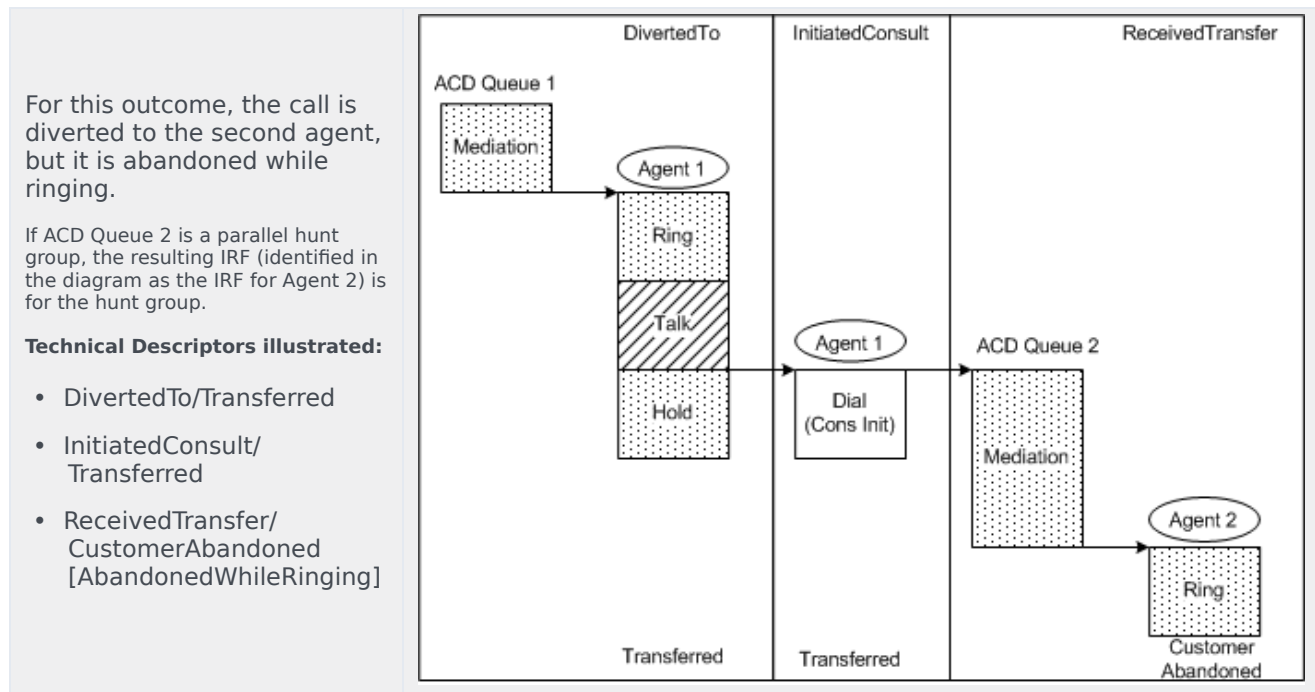 For this outcome, the call is
diverted to the second agent,
but it is abandoned while
ringing.
If ACD Queue 2 is a parallel hunt
group, the resulting IRF (identified in
the diagram as the IRF for Agent 2) is
for the hunt group.
Technical Descriptors illustrated:
• DivertedTo/Transferred
• InitiatedConsult/
Transferred
• ReceivedTransfer/
CustomerAbandoned
[AbandonedWhileRinging]
DivertedTo
InitiatedConsult
ReceivedTransfer
ACD Queue 1
Mediation
Agent 1
Ring
Talk
Hold
Agent 1
Dial
(Cons Init)
ACD Queue 2
Mediation
Agent 2
Ring
Customer
Abandoned
Transferred
Transferred